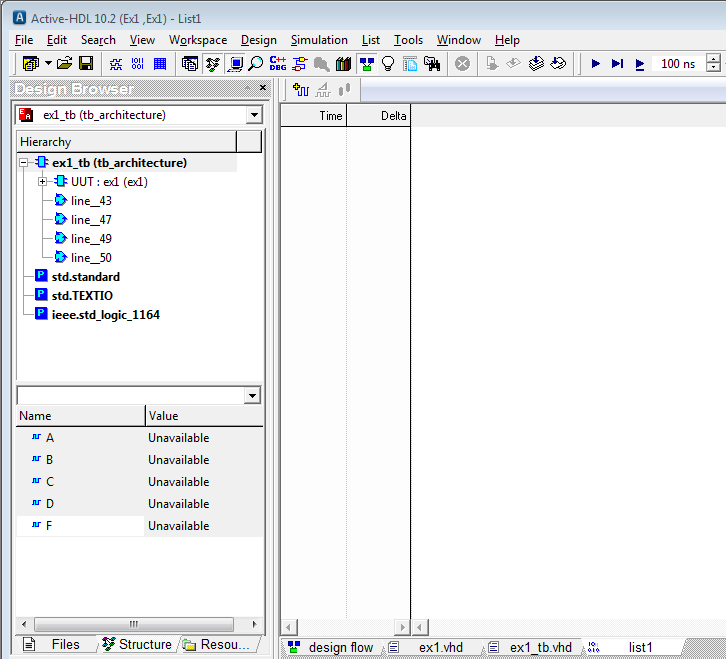 Active-HDL 10.2 (Ex1 ,Ex1) - List1
File Edit Search View Workspace Design Simulation List Tools Window Help
C++ DBG 100 ns
Design Browser
ex1_tb (tb_architecture)
Time Delta
Hierarchy
ex1_tb (tb_architecture)
UUT : ex1 (ex1)
line__43
line__47
line__49
line__50
P std.standard
P std.TEXTIO
P ieee.std_logic_1164
Name Value
A Unavailable
B Unavailable
C Unavailable
D Unavailable
F Unavailable
Files Structure Resou... design flow ex1.vhd ex1_tb.vhd list1